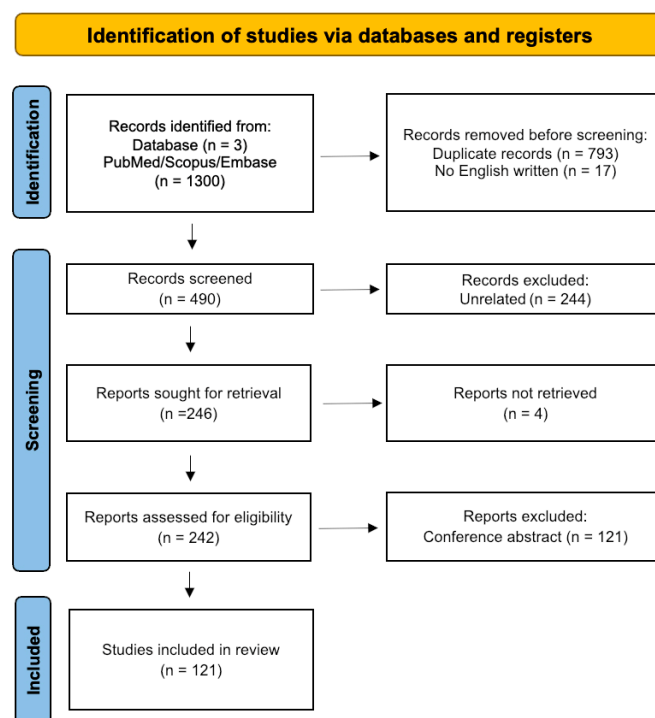 Identification of studies via databases and registers
Identification
Records identified from:
Database (n = 3)
PubMed/Scopus/Embase
(n = 1300)
Records removed before screening:
Duplicate records (n = 793)
No English written (n = 17)
Screening
Records screened
(n = 490)
Records excluded:
Unrelated (n = 244)
Reports sought for retrieval
(n =246)
Reports not retrieved
(n = 4)
Reports assessed for eligibility
(n = 242)
Reports excluded:
Conference abstract (n = 121)
Included
Studies included in review
(n = 121)